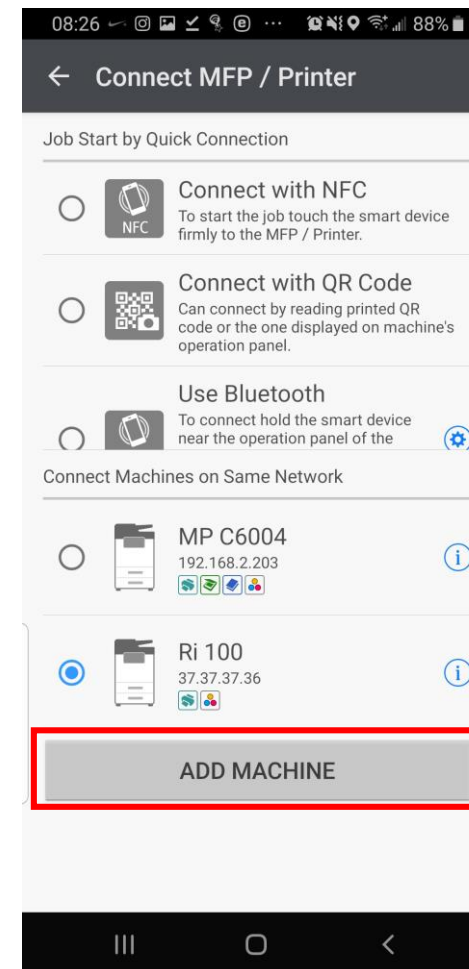 08:26 88%
Connect MFP / Printer
Job Start by Quick Connection
Connect with NFC
To start the job touch the smart device
firmly to the MFP / Printer.
NFC
Connect with QR Code
Can connect by reading printed QR
code or the one displayed on machine's
operation panel.
Use Bluetooth
To connect hold the smart device
near the operation panel of the
Connect Machines on Same Network
MP C6004
192.168.2.203
Ri 100
37.37.37.36
ADD MACHINE